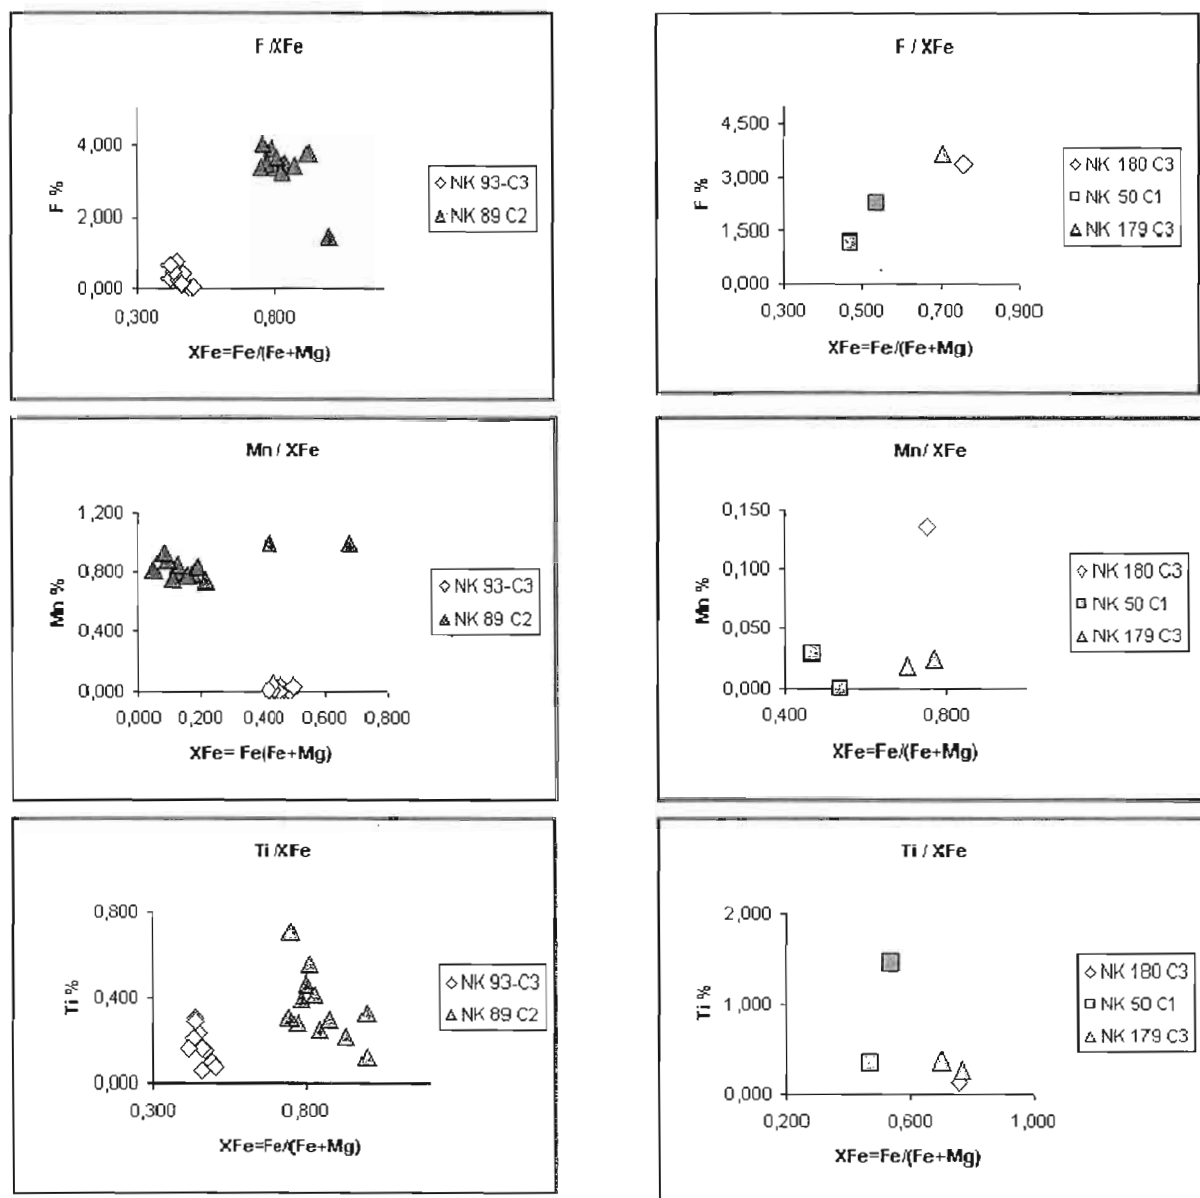 F /XFe
4,000
2,000
0,000
0,300 0,800
F %
XFe=Fe/(Fe+Mg)
NK 93-C3
NK 89 C2
F / XFe
4,500
3,000
1,500
0,000
0,300 0,500 0,700 0,900
F %
XFe=Fe/(Fe+Mg)
NK 180 C3
NK 50 C1
NK 179 C3
Mn / XFe
1,200
0,800
0,400
0,000
0,000 0,200 0,400 0,600 0,800
Mn %
XFe= Fe(Fe+Mg)
NK 93-C3
NK 89 C2
Mn/ XFe
0,150
0,100
0,050
0,000
0,400 0,800
Mn %
XFe=Fe/(Fe+Mg)
NK 180 C3
NK 50 C1
NK 179 C3
Ti /XFe
0,800
0,400
0,000
0,300 0,800
Ti %
XFe=Fe/(Fe+Mg)
NK 93-C3
NK 89 C2
Ti / XFe
2,000
1,000
0,000
0,200 0,600 1,000
Ti %
XFe=Fe/(Fe+Mg)
NK 180 C3
NK 50 C1
NK 179 C3